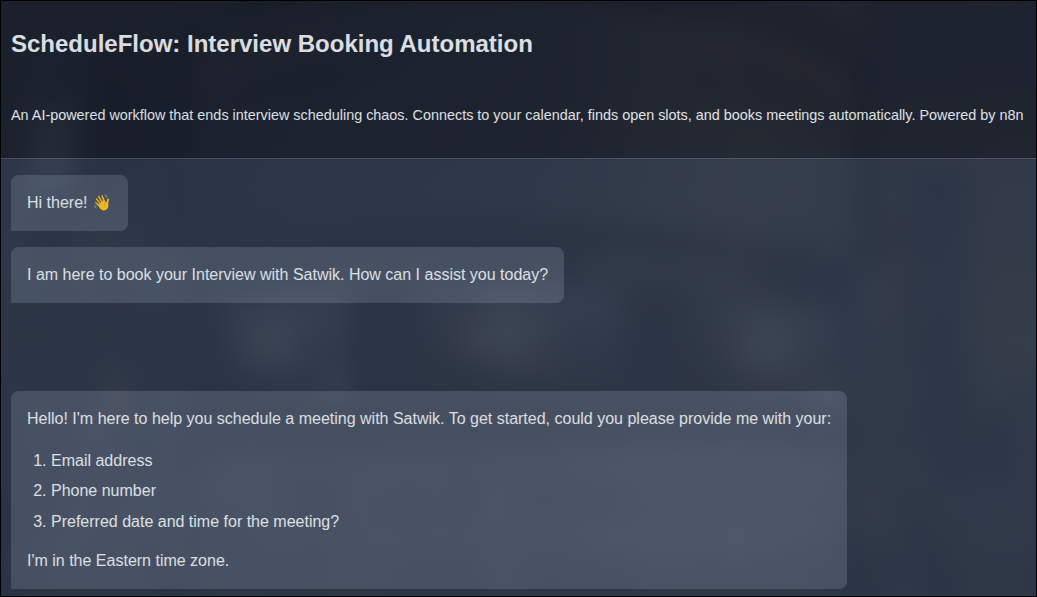 ScheduleFlow: Interview Booking Automation
An AI-powered workflow that ends interview scheduling chaos. Connects to your calendar, finds open slots, and books meetings automatically. Powered by n8n
Hi there! 👋
I am here to book your Interview with Satwik. How can I assist you today?
Hello! I'm here to help you schedule a meeting with Satwik. To get started, could you please provide me with your:
1. Email address
2. Phone number
3. Preferred date and time for the meeting?
I'm in the Eastern time zone.